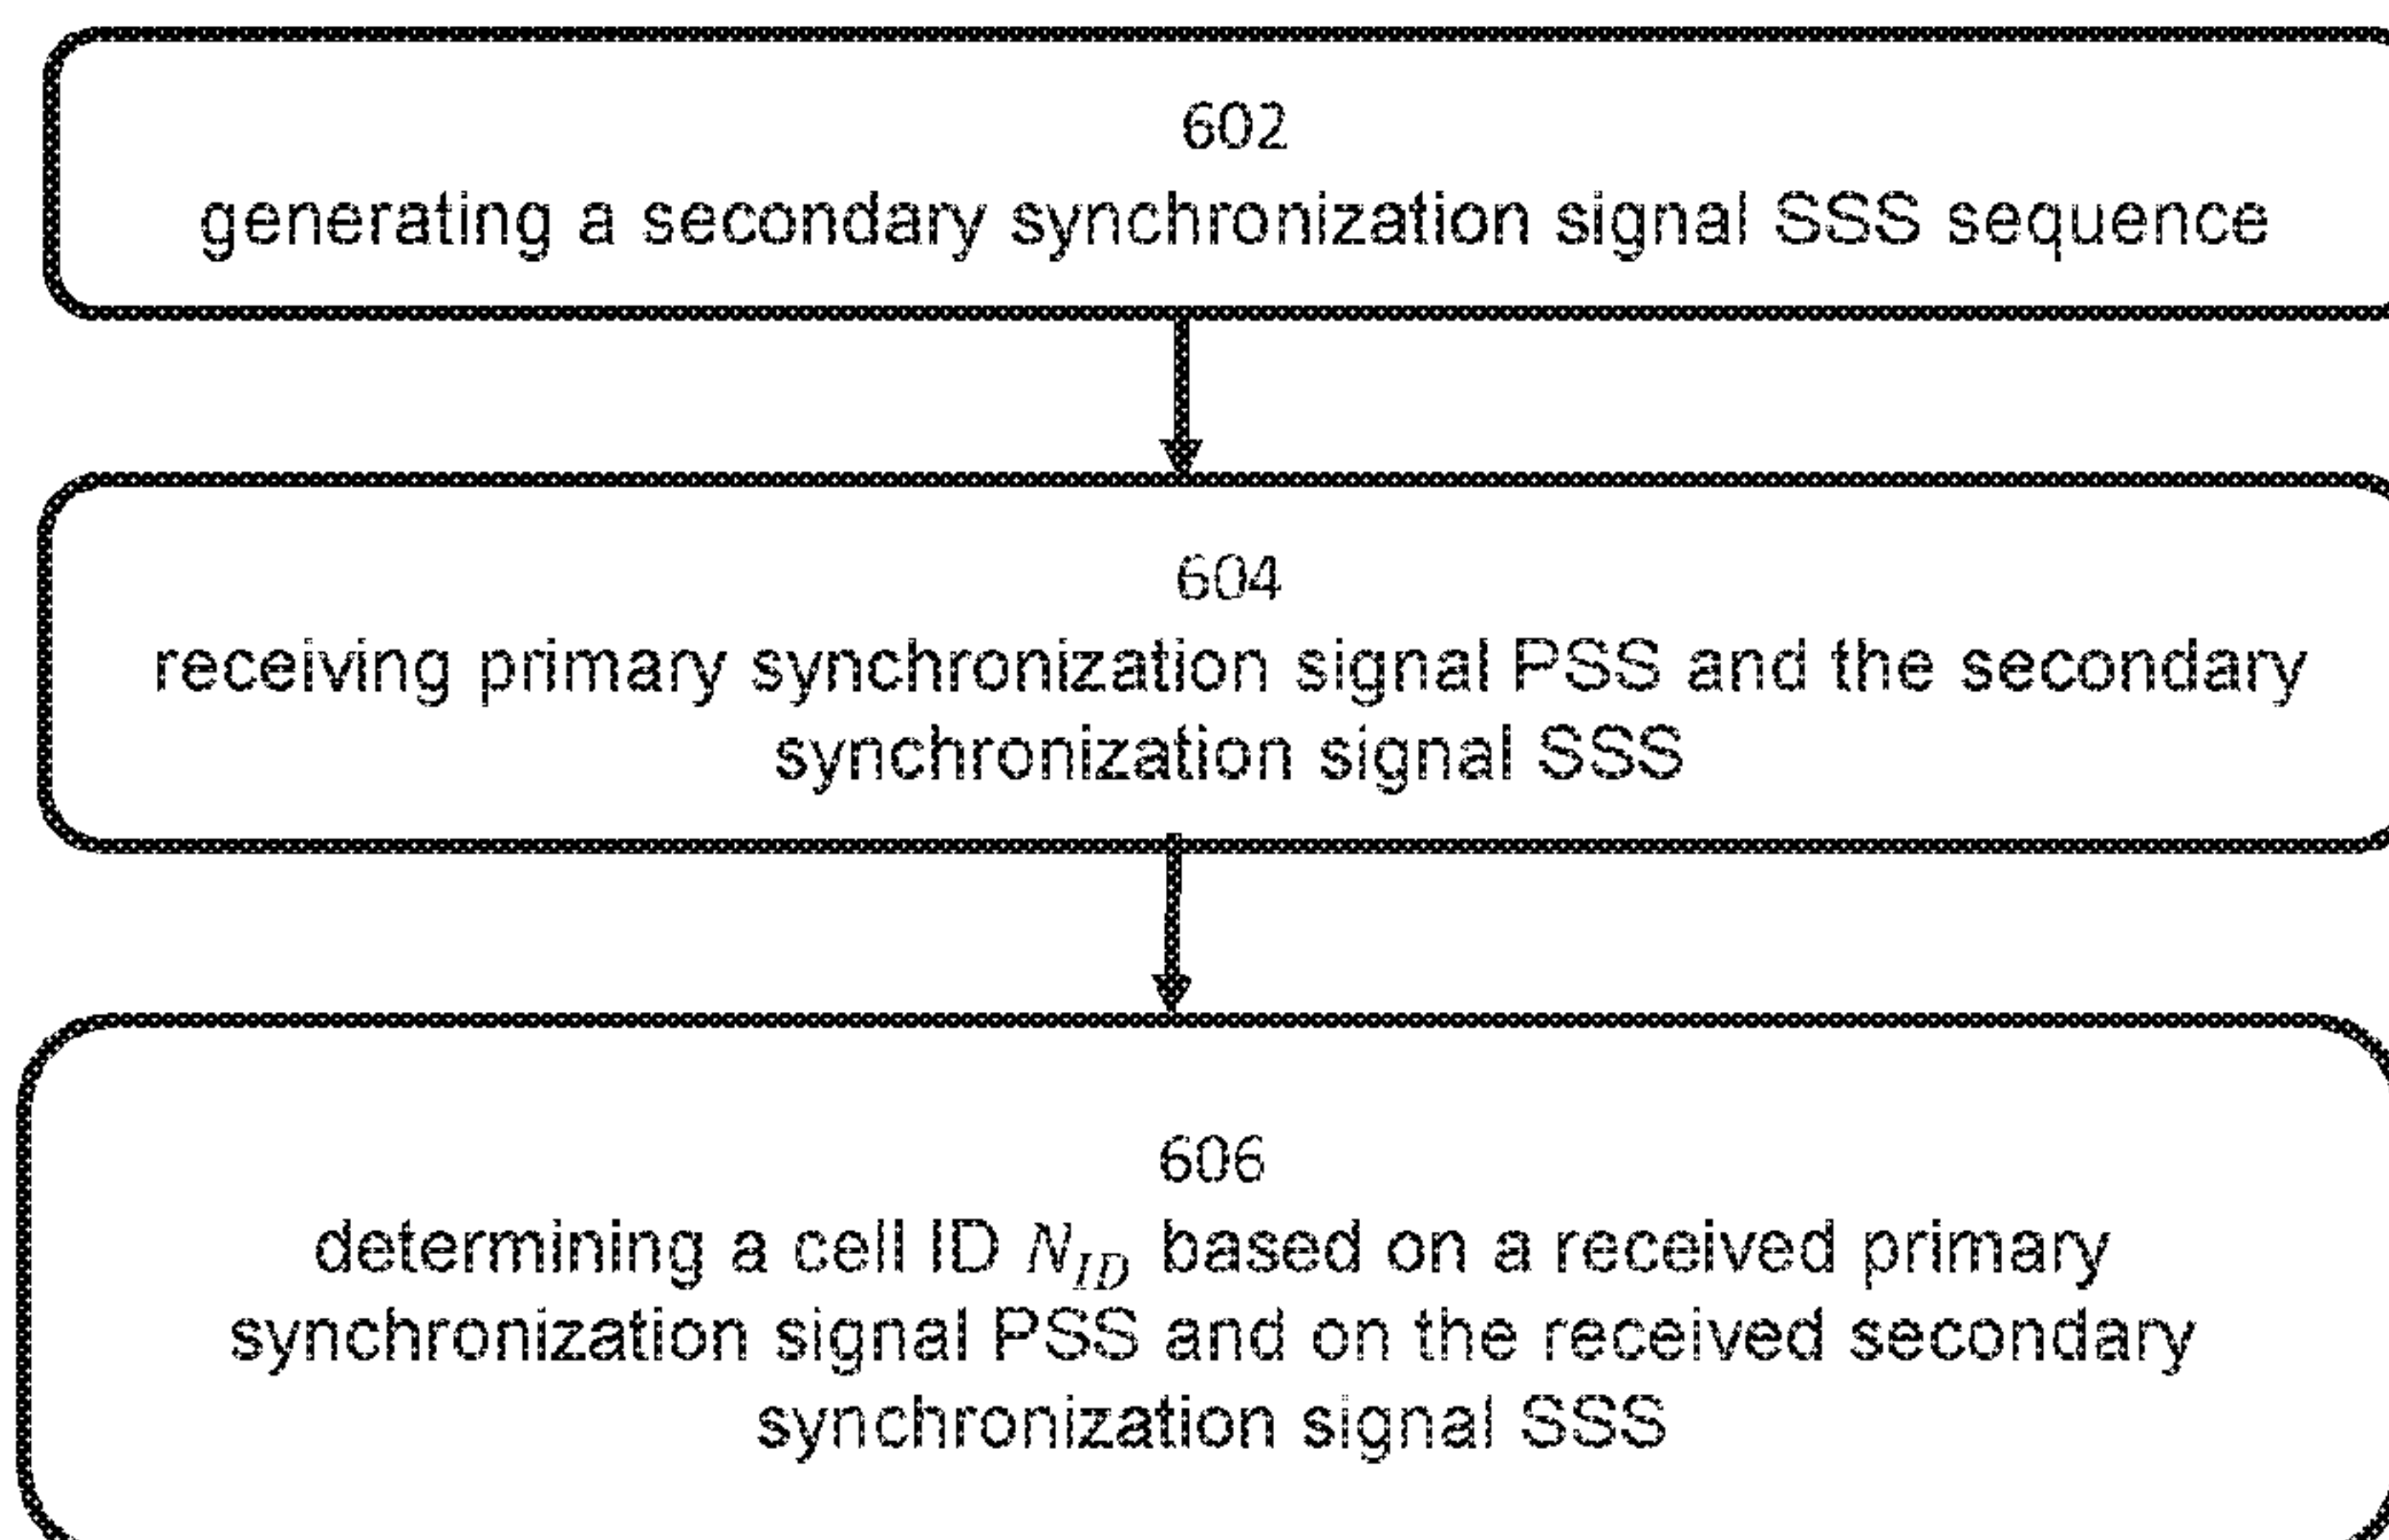 602
generating a secondary synchronization signal SSS sequence
604
receiving primary synchronization signal PSS and the secondary
synchronization signal SSS
606
determining a cell ID N_ID based on a received primary
synchronization signal PSS and on the received secondary
synchronization signal SSS